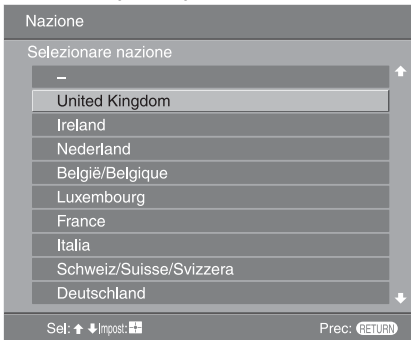 Nazione
Selezionare nazione
–
United Kingdom
Ireland
Nederland
België/Belgique
Luxembourg
France
Italia
Schweiz/Suisse/Svizzera
Deutschland
Sel: Impost: Prec: RETURN